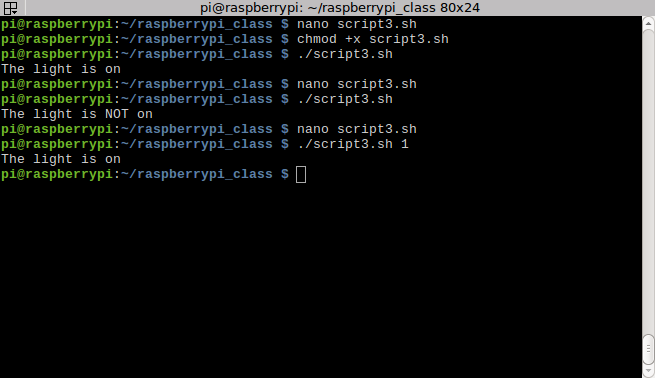 pi@raspberrypi: ~/raspberrypi_class 80x24
pi@raspberrypi:~/raspberrypi_class $ nano script3.sh
pi@raspberrypi:~/raspberrypi_class $ chmod +x script3.sh
pi@raspberrypi:~/raspberrypi_class $ ./script3.sh
The light is on
pi@raspberrypi:~/raspberrypi_class $ nano script3.sh
pi@raspberrypi:~/raspberrypi_class $ ./script3.sh
The light is NOT on
pi@raspberrypi:~/raspberrypi_class $ nano script3.sh
pi@raspberrypi:~/raspberrypi_class $ ./script3.sh 1
The light is on
pi@raspberrypi:~/raspberrypi_class $